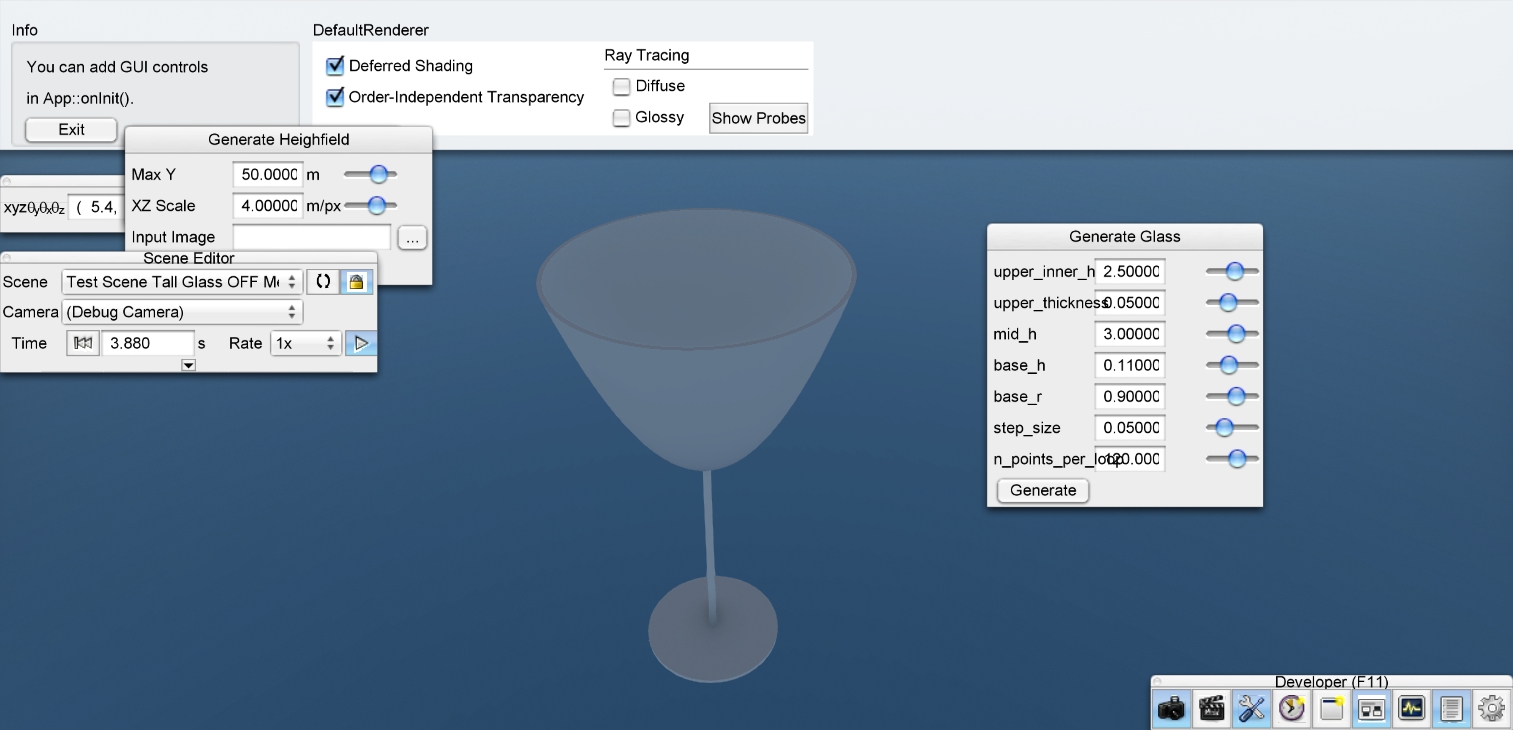 Info
You can add GUI controls
in App::onInit().
Exit
DefaultRenderer
Deferred Shading
Order-Independent Transparency
Ray Tracing
Diffuse
Glossy
Show Probes
Generate Heighfield
Max Y 50.0000 m
XZ Scale 4.00000 m/px
Input Image ...
( 5.4,
Scene Editor
Scene Test Scene Tall Glass OFF M
Camera (Debug Camera)
Time 3.880 s Rate 1x
Generate Glass
upper_inner_h 2.50000
upper_thickness 0.05000
mid_h 3.00000
base_h 0.11000
base_r 0.90000
step_size 0.05000
n_points_per_loop 120.000
Generate
Developer (F11)